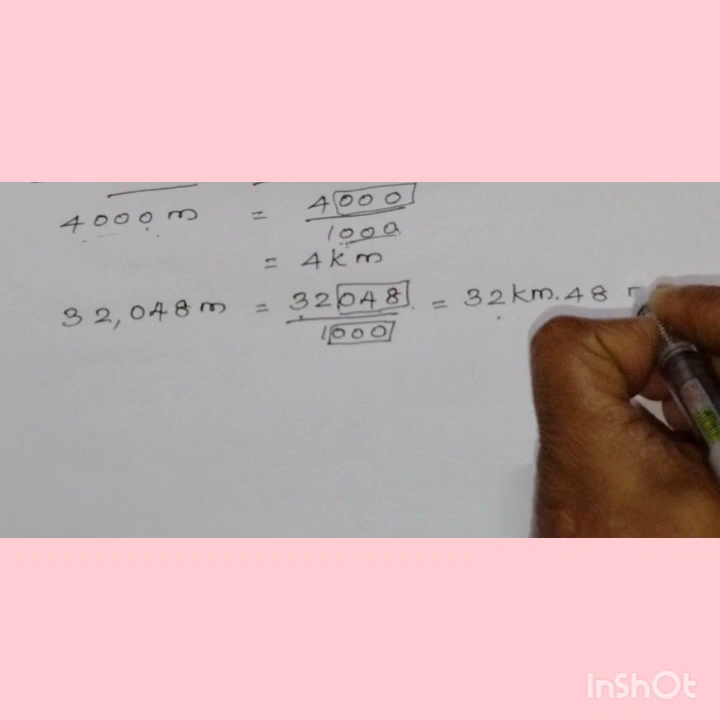 4000 m = 4000
1000
= 4 km
32,048 m = 32048 = 32 km. 48
1000
InShOt